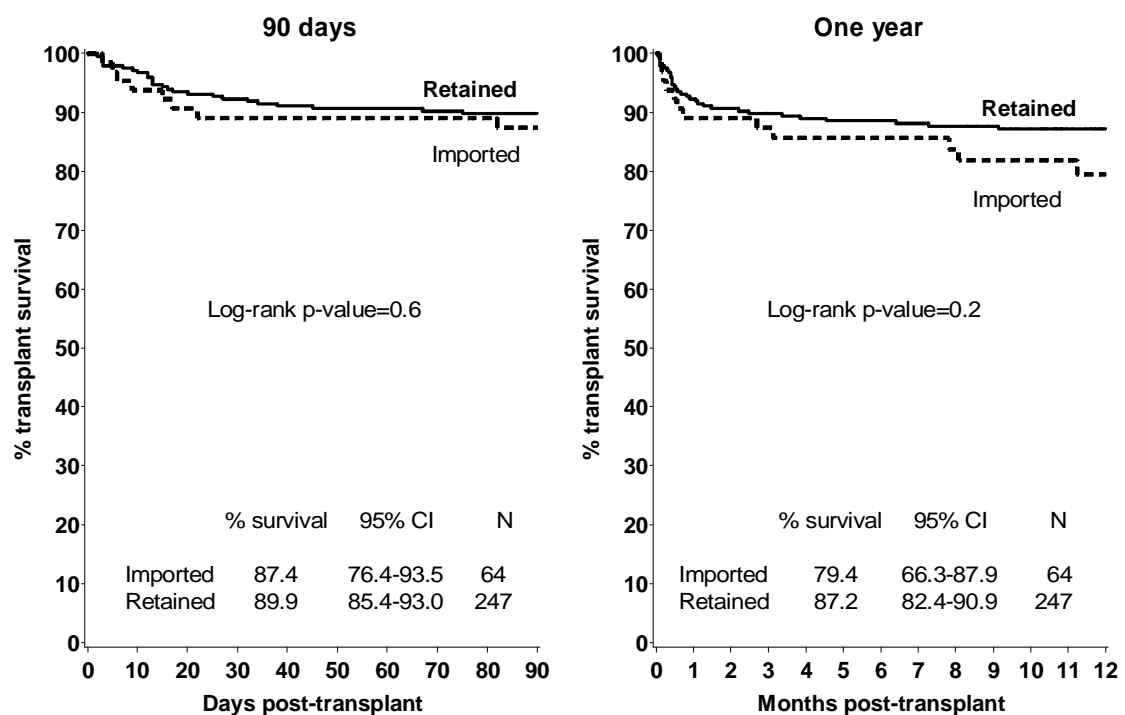 90 days
100
90
80
70
60
50
40
30
20
10
0
% transplant survival
Retained
Imported
Log-rank p-value=0.6
% survival 95% CI N
Imported 87.4 76.4-93.5 64
Retained 89.9 85.4-93.0 247
0 10 20 30 40 50 60 70 80 90
Days post-transplant
One year
100
90
80
70
60
50
40
30
20
10
0
% transplant survival
Retained
Imported
Log-rank p-value=0.2
% survival 95% CI N
Imported 79.4 66.3-87.9 64
Retained 87.2 82.4-90.9 247
0 1 2 3 4 5 6 7 8 9 10 11 12
Months post-transplant